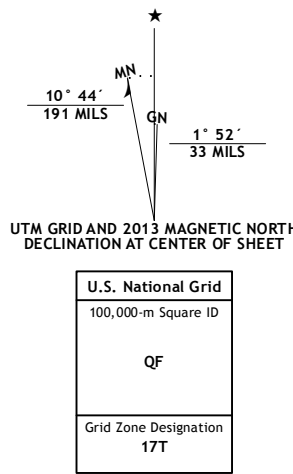 ★
MN
GN
10° 44´
191 MILS
1° 52´
33 MILS
UTM GRID AND 2013 MAGNETIC NORTH
DECLINATION AT CENTER OF SHEET
U.S. National Grid
100,000-m Square ID
QF
Grid Zone Designation
17T